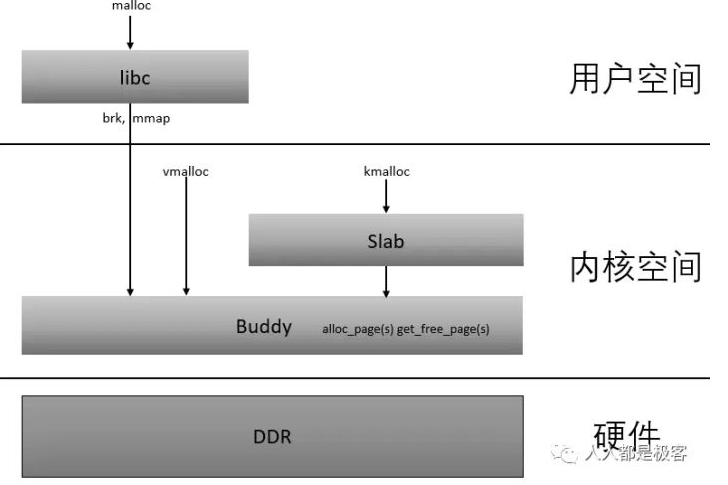 malloc
libc
用户空间
brk, mmap
vmalloc
kmalloc
Slab
内核空间
Buddy
alloc_page(s) get_free_page(s)
DDR
硬件
人人都是极客